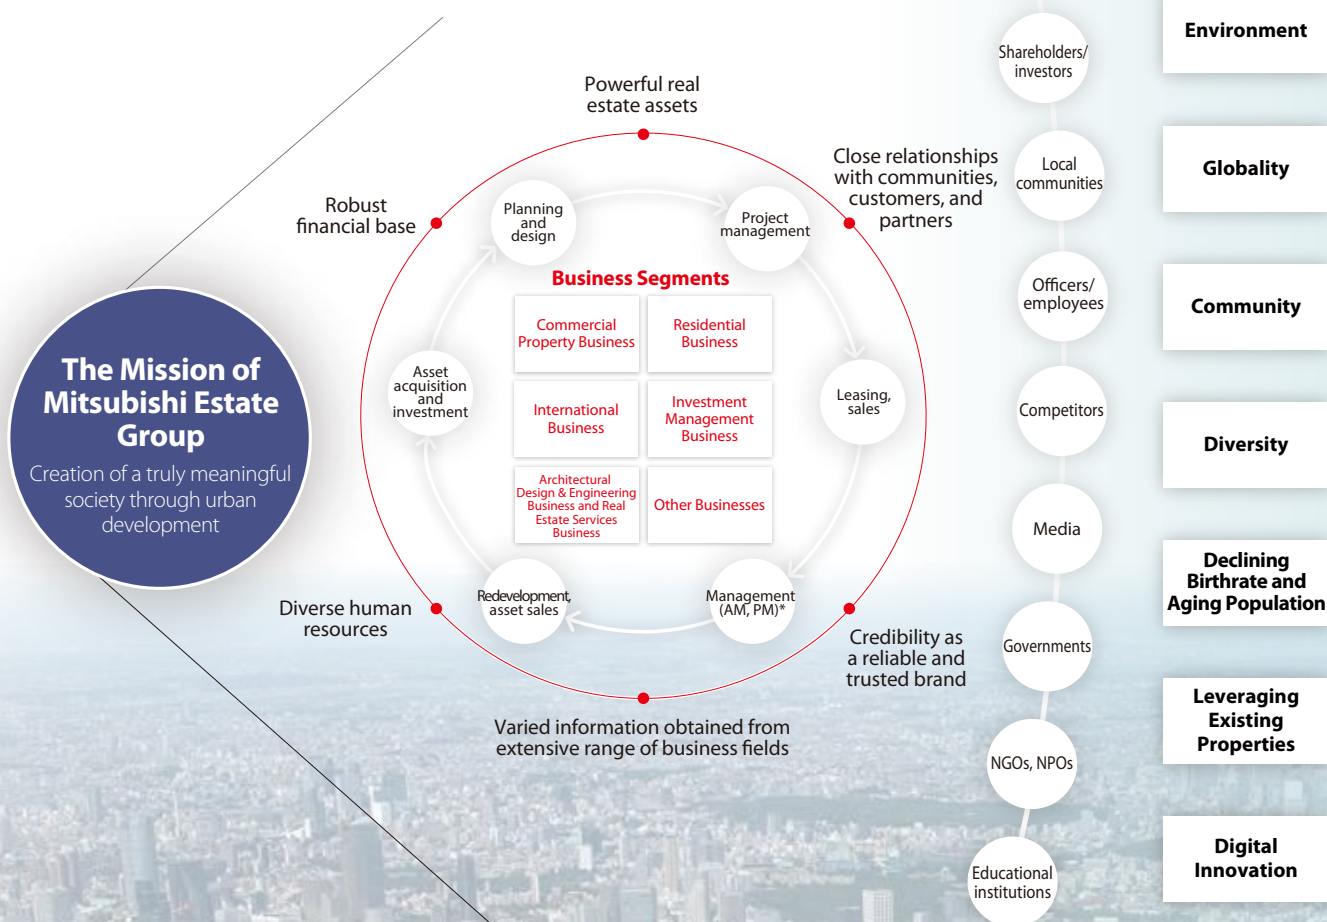 The Mission of
Mitsubishi Estate
Group
Creation of a truly meaningful
society through urban
development
Powerful real
estate assets
Robust
financial base
Close relationships
with communities,
customers, and
partners
Diverse human
resources
Credibility as
a reliable and
trusted brand
Varied information obtained from
extensive range of business fields
Planning
and
design
Project
management
Leasing,
sales
Management
(AM, PM)*
Redevelopment,
asset sales
Asset
acquisition
and
investment
Business Segments
Commercial
Property Business
Residential
Business
International
Business
Investment
Management
Business
Architectural
Design & Engineering
Business and Real
Estate Services
Business
Other Businesses
Shareholders/
investors
Local
communities
Officers/
employees
Competitors
Media
Governments
NGOs, NPOs
Educational
institutions
Environment
Globality
Community
Diversity
Declining
Birthrate and
Aging Population
Leveraging
Existing
Properties
Digital
Innovation